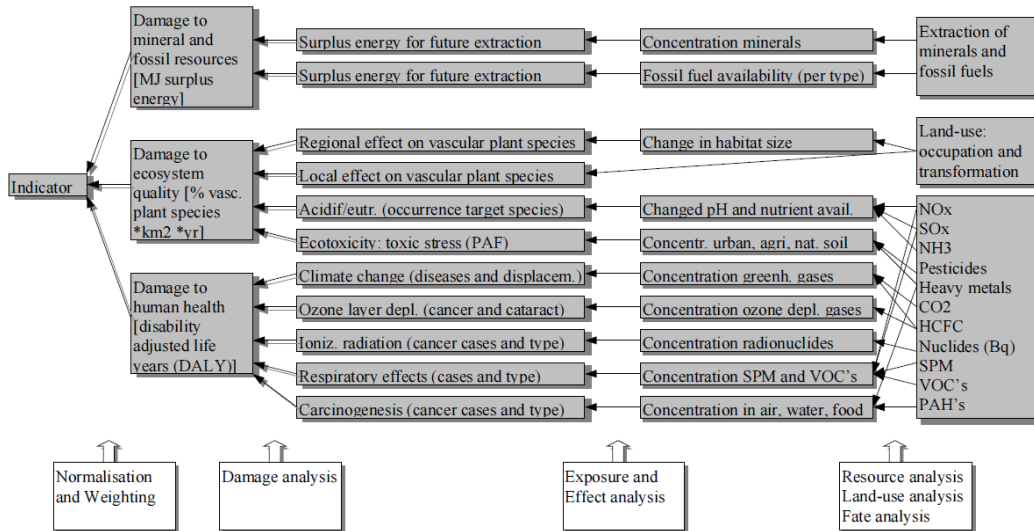 Damage to
mineral and
fossil resources
[MJ surplus
energy]
Surplus energy for future extraction
Concentration minerals
Extraction of
minerals and
fossil fuels
Surplus energy for future extraction
Fossil fuel availability (per type)
Indicator
Damage to
ecosystem
quality [% vasc.
plant species
*km2 *yr]
Regional effect on vascular plant species
Change in habitat size
Land-use:
occupation and
transformation
Local effect on vascular plant species
Acidif/eutr. (occurrence target species)
Changed pH and nutrient avail.
Ecotoxicity: toxic stress (PAF)
Concentr. urban, agri, nat. soil
Damage to
human health
[disability
adjusted life
years (DALY)]
Climate change (diseases and displacem.)
Concentration greenh. gases
Ozone layer depl. (cancer and cataract)
Concentration ozone depl. gases
Ioniz. radiation (cancer cases and type)
Concentration radionuclides
Respiratory effects (cases and type)
Concentration SPM and VOC's
Carcinogenesis (cancer cases and type)
Concentration in air, water, food
NOx
SOx
NH3
Pesticides
Heavy metals
CO2
HCFC
Nuclides (Bq)
SPM
VOC's
PAH's
Normalisation
and Weighting
Damage analysis
Exposure and
Effect analysis
Resource analysis
Land-use analysis
Fate analysis